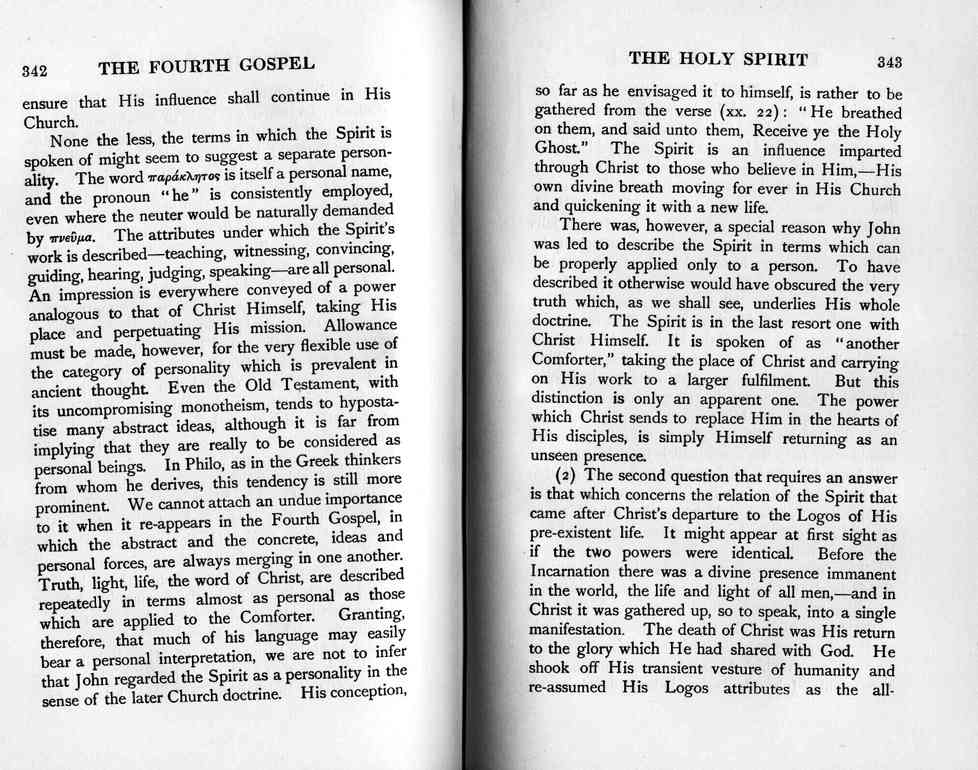 342 THE FOURTH GOSPEL
ensure that His influence shall continue in His
Church.
None the less, the terms in which the Spirit is
spoken of might seem to suggest a separate person-
ality. The word παράκλητος is itself a personal name,
and the pronoun “he” is consistently employed,
even where the neuter would be naturally demanded
by πνεῦμα. The attributes under which the Spirit's
work is described—teaching, witnessing, convincing,
guiding, hearing, judging, speaking—are all personal.
An impression is everywhere conveyed of a power
analogous to that of Christ Himself, taking His
place and perpetuating His mission. Allowance
must be made, however, for the very flexible use of
the category of personality which is prevalent in
ancient thought. Even the Old Testament, with
its uncompromising monotheism, tends to hyposta-
tise many abstract ideas, although it is far from
implying that they are really to be considered as
personal beings. In Philo, as in the Greek thinkers
from whom he derives, this tendency is still more
prominent. We cannot attach an undue importance
to it when it re-appears in the Fourth Gospel, in
which the abstract and the concrete, ideas and
personal forces, are always merging in one another.
Truth, light, life, the word of Christ, are described
repeatedly in terms almost as personal as those
which are applied to the Comforter. Granting,
therefore, that much of his language may easily
bear a personal interpretation, we are not to infer
that John regarded the Spirit as a personality in the
sense of the later Church doctrine. His conception,
THE HOLY SPIRIT 343
so far as he envisaged it to himself, is rather to be
gathered from the verse (xx. 22): “He breathed
on them, and said unto them, Receive ye the Holy
Ghost.” The Spirit is an influence imparted
through Christ to those who believe in Him,—His
own divine breath moving for ever in His Church
and quickening it with a new life.
There was, however, a special reason why John
was led to describe the Spirit in terms which can
be properly applied only to a person. To have
described it otherwise would have obscured the very
truth which, as we shall see, underlies His whole
doctrine. The Spirit is in the last resort one with
Christ Himself. It is spoken of as “another
Comforter,” taking the place of Christ and carrying
on His work to a larger fulfilment. But this
distinction is only an apparent one. The power
which Christ sends to replace Him in the hearts of
His disciples, is simply Himself returning as an
unseen presence.
(2) The second question that requires an answer
is that which concerns the relation of the Spirit that
came after Christ's departure to the Logos of His
pre-existent life. It might appear at first sight as
if the two powers were identical. Before the
Incarnation there was a divine presence immanent
in the world, the life and light of all men,—and in
Christ it was gathered up, so to speak, into a single
manifestation. The death of Christ was His return
to the glory which He had shared with God. He
shook off His transient vesture of humanity and
re-assumed His Logos attributes as the all-